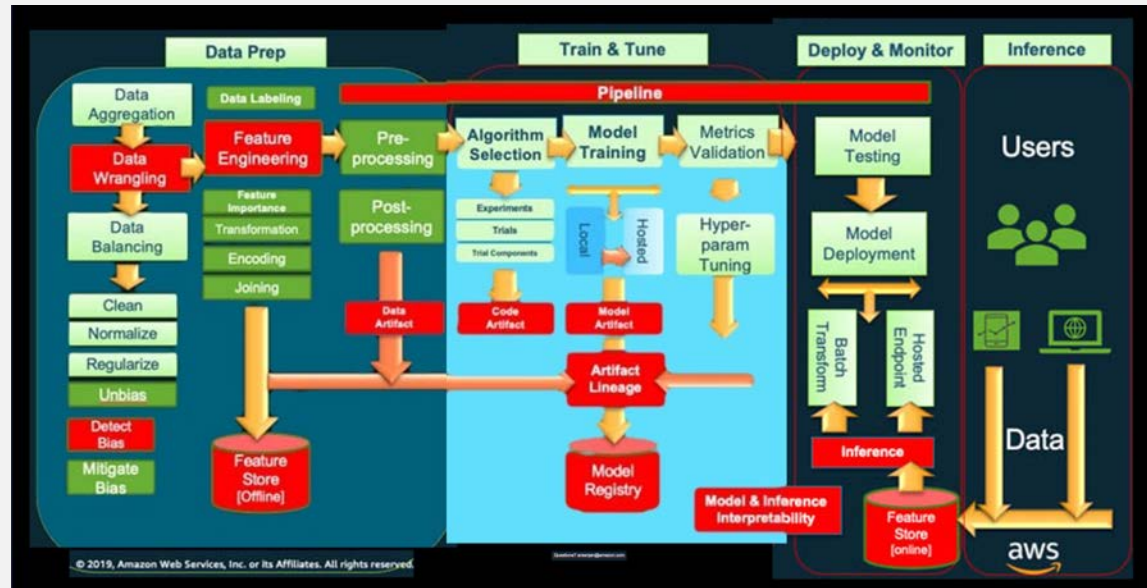 Data Prep
Train & Tune
Deploy & Monitor
Inference
Data
Aggregation
Data Labeling
Pipeline
Data
Wrangling
Feature
Engineering
Pre-
processing
Algorithm
Selection
Model
Training
Metrics
Validation
Model
Testing
Users
Data
Balancing
Feature
Importance
Transformation
Encoding
Joining
Post-
processing
Experiments
Trials
Trial Components
Local
Hosted
Hyper-
param
Tuning
Model
Deployment
Clean
Normalize
Regularize
Unbias
Detect
Bias
Mitigate
Bias
Data
Artifact
Code
Artifact
Model
Artifact
Artifact
Lineage
Batch
Transform
Hosted
Endpoint
Data
Inference
Feature
Store
[Offline]
Model
Registry
Model & Inference
Interpretability
Feature
Store
[online]
aws
© 2019, Amazon Web Services, Inc. or its Affiliates. All rights reserved.